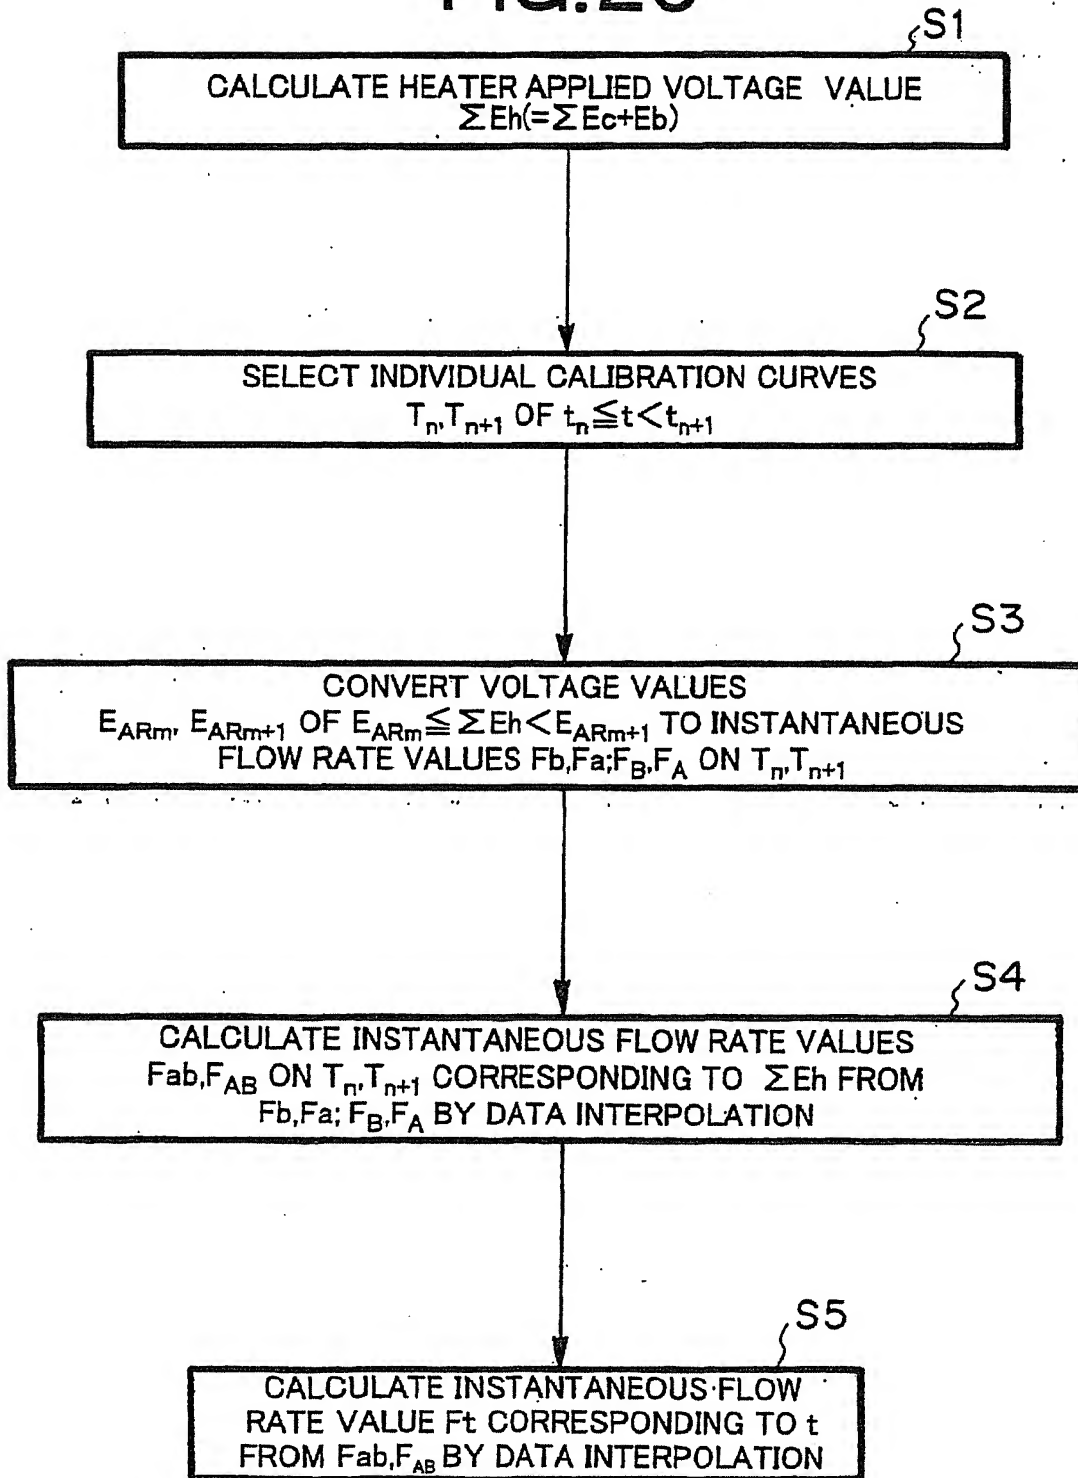 S1
CALCULATE HEATER APPLIED VOLTAGE VALUE
ΣEh(=ΣEc+Eb)
S2
SELECT INDIVIDUAL CALIBRATION CURVES
Tn,Tn+1 OF tn≦t<tn+1
S3
CONVERT VOLTAGE VALUES
EARm, EARm+1 OF EARm≦ΣEh<EARm+1 TO INSTANTANEOUS
FLOW RATE VALUES Fb,Fa;FB,FA ON Tn,Tn+1
S4
CALCULATE INSTANTANEOUS FLOW RATE VALUES
Fab,FAB ON Tn,Tn+1 CORRESPONDING TO ΣEh FROM
Fb,Fa; FB,FA BY DATA INTERPOLATION
S5
CALCULATE INSTANTANEOUS FLOW
RATE VALUE Ft CORRESPONDING TO t
FROM Fab,FAB BY DATA INTERPOLATION